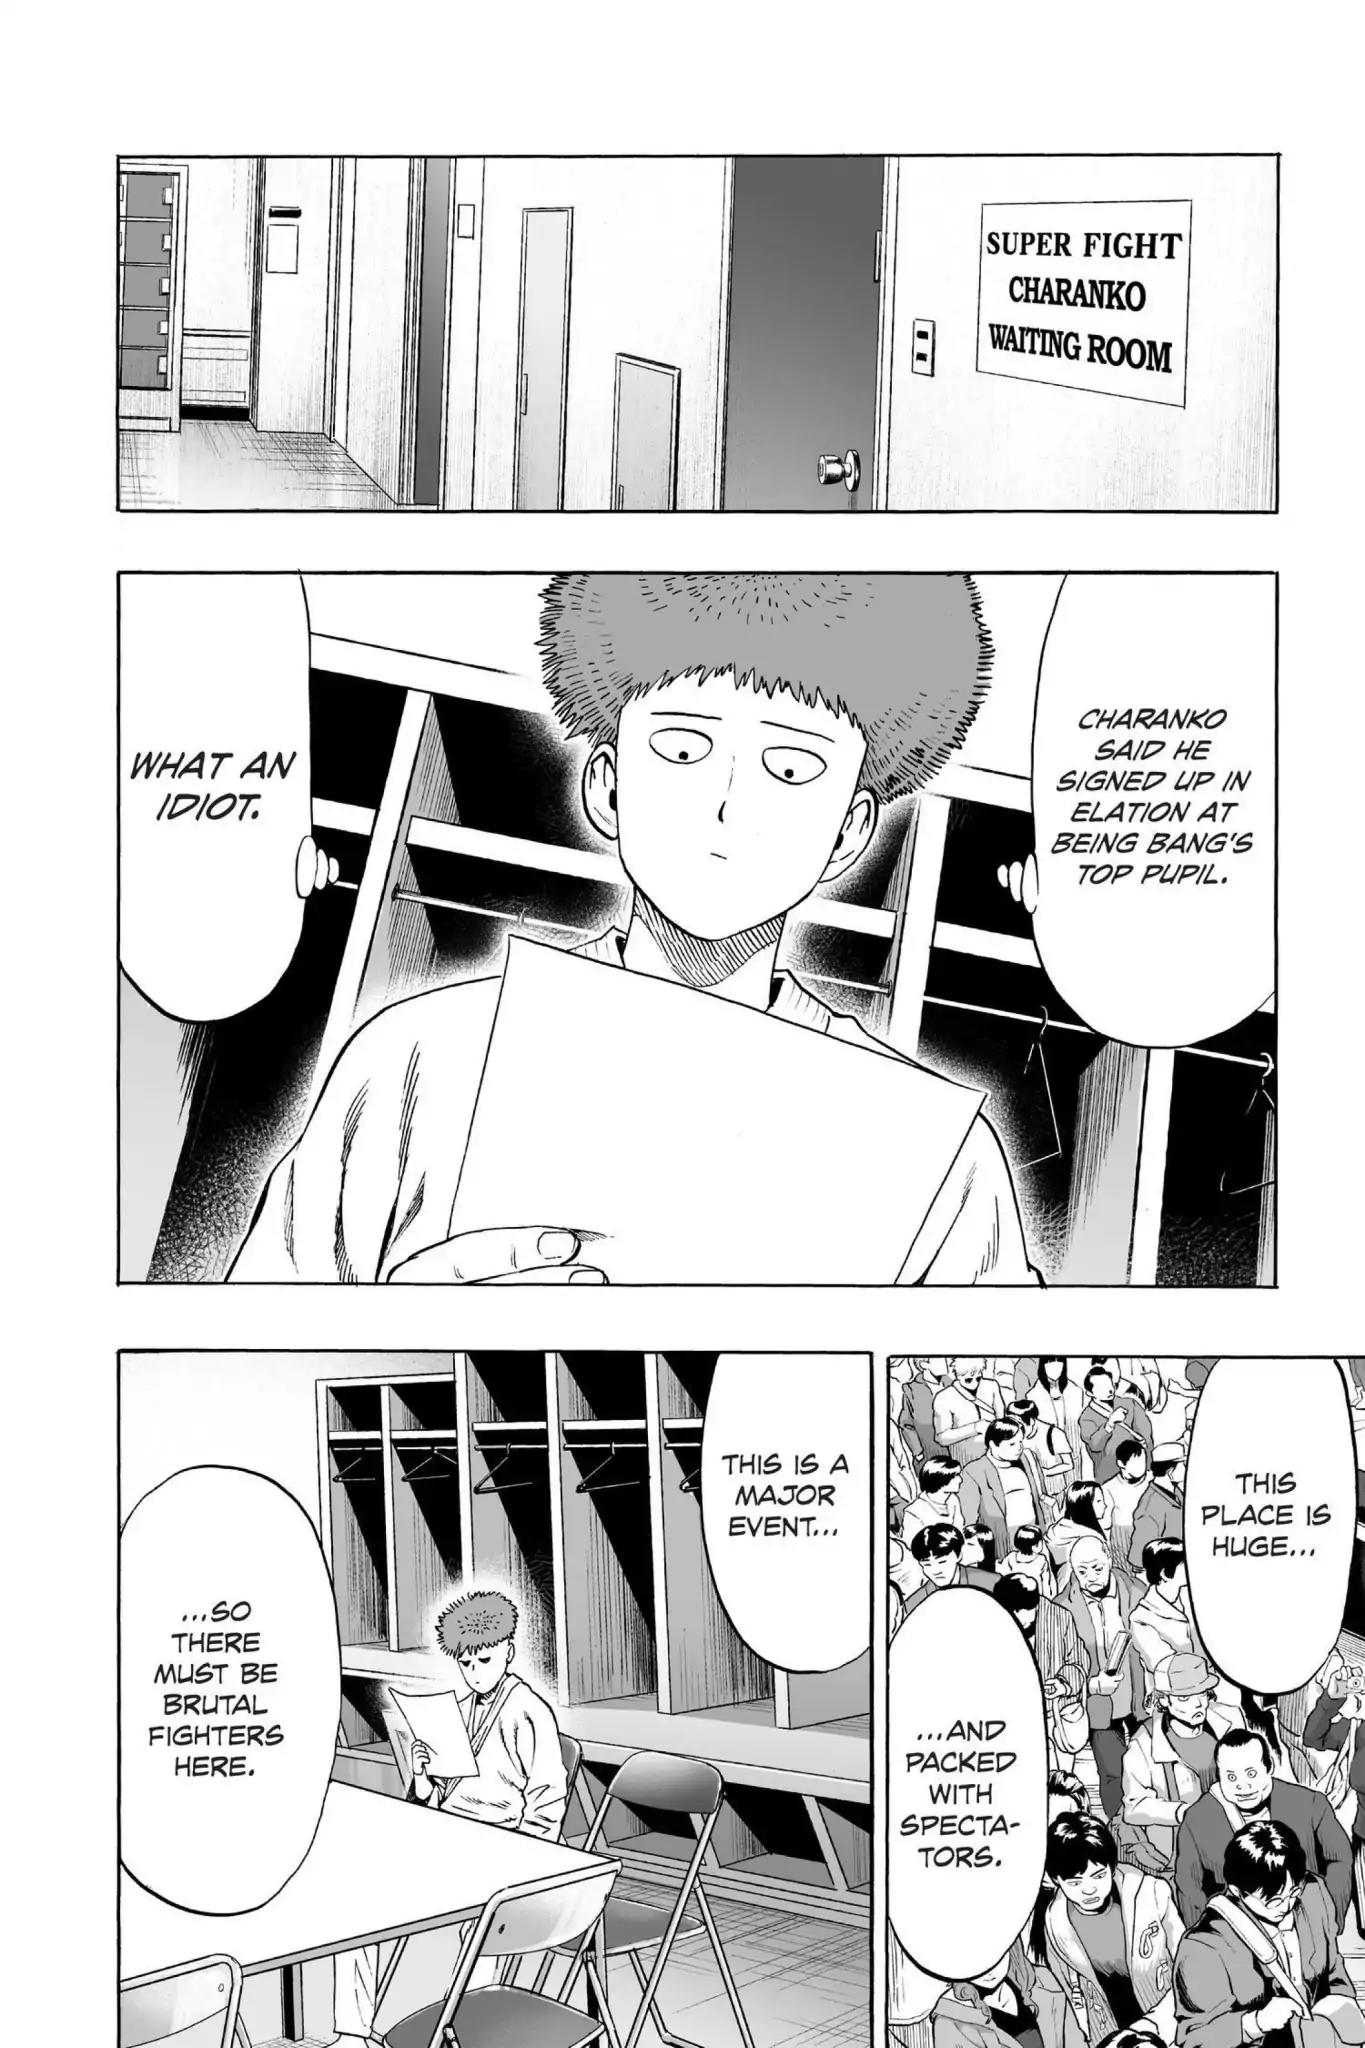 SUPER FIGHT
CHARANKO
WAITING ROOM
CHARANKO
SAID HE
SIGNED UP IN
ELATION AT
BEING BANG'S
TOP PUPIL.
WHAT AN
IDIOT.
THIS
PLACE IS
HUGE...
...AND
PACKED
WITH
SPECTA-
TORS.
THIS IS A
MAJOR
EVENT...
...SO
THERE
MUST BE
BRUTAL
FIGHTERS
HERE.